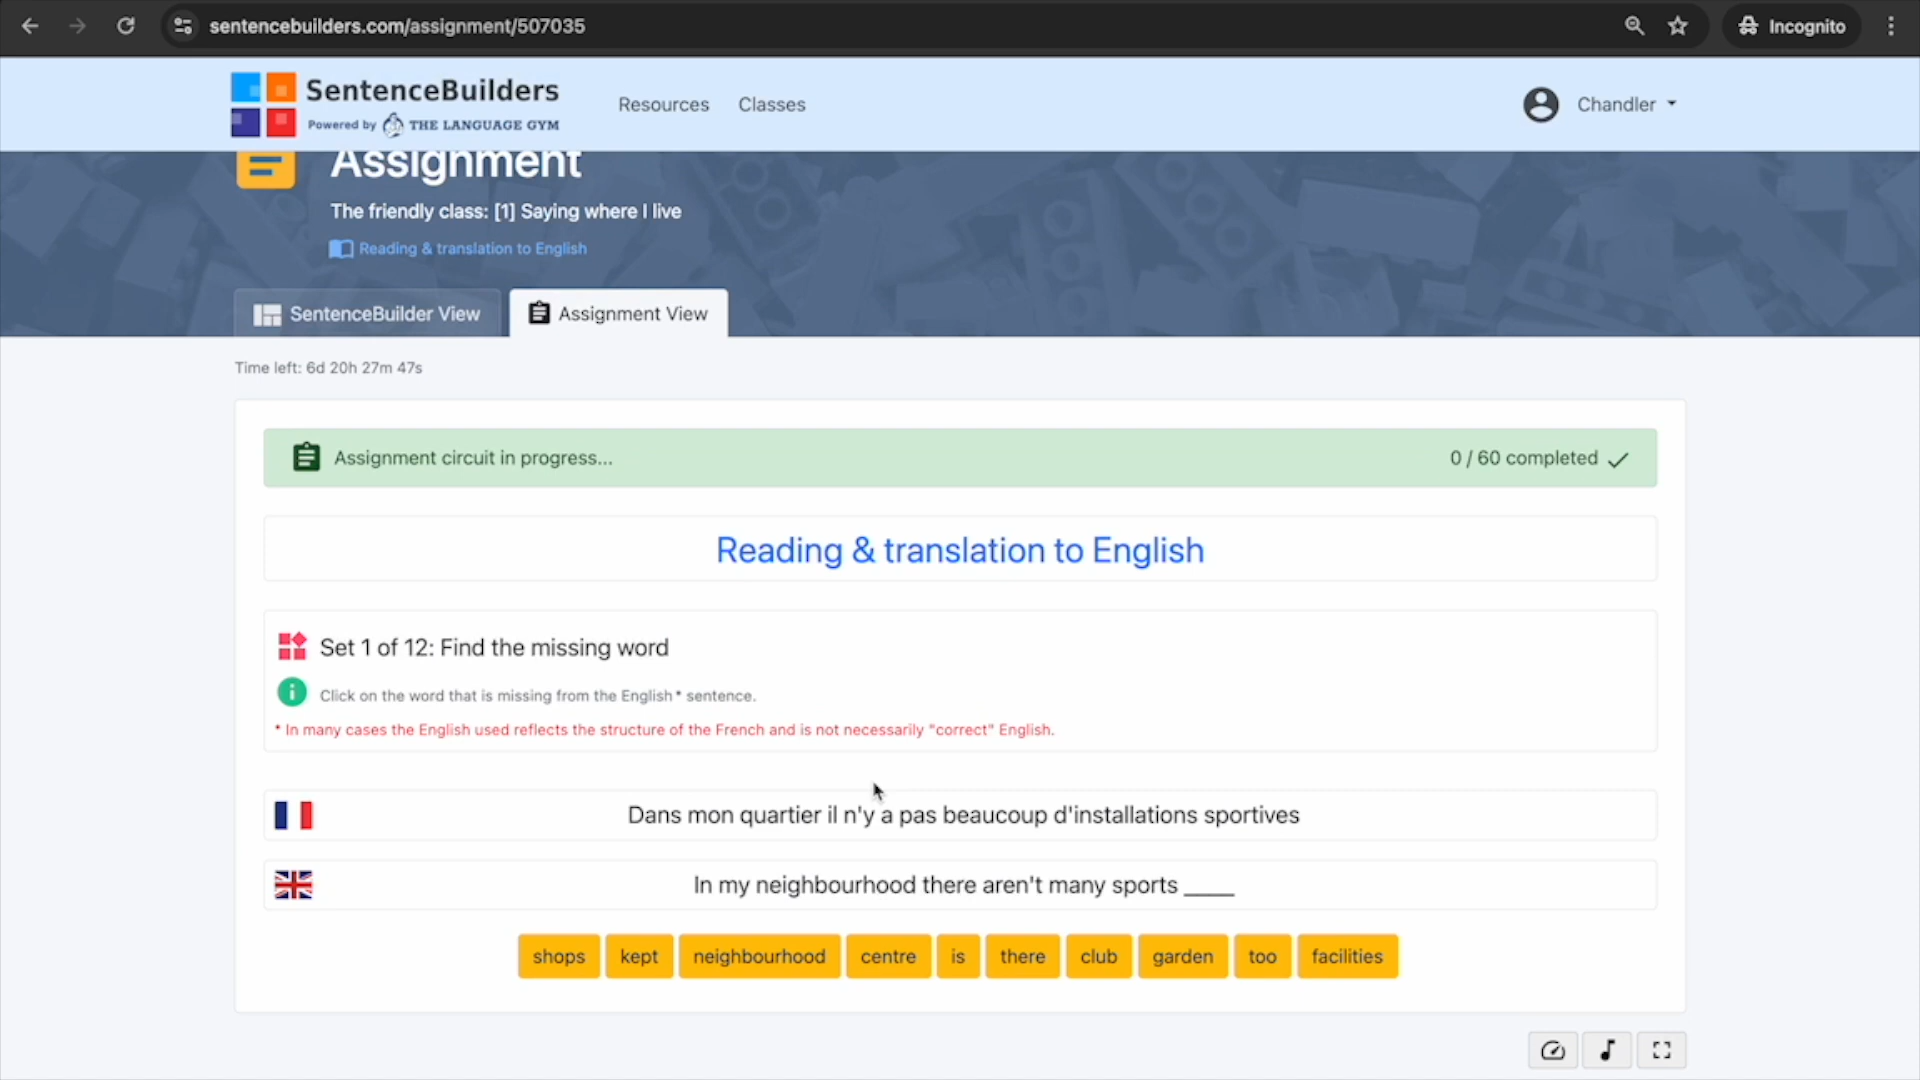 sentencebuilders.com/assignment/507035
Incognito
SentenceBuilders
Powered by THE LANGUAGE GYM
Resources
Classes
Chandler
Assignment
The friendly class: [1] Saying where I live
Reading & translation to English
SentenceBuilder View
Assignment View
Time left: 6d 20h 27m 47s
Assignment circuit in progress...
0 / 60 completed
Reading & translation to English
Set 1 of 12: Find the missing word
Click on the word that is missing from the English* sentence.
* In many cases the English used reflects the structure of the French and is not necessarily "correct" English.
Dans mon quartier il n'y a pas beaucoup d'installations sportives
In my neighbourhood there aren't many sports _____
shops kept neighbourhood centre is there club garden too facilities